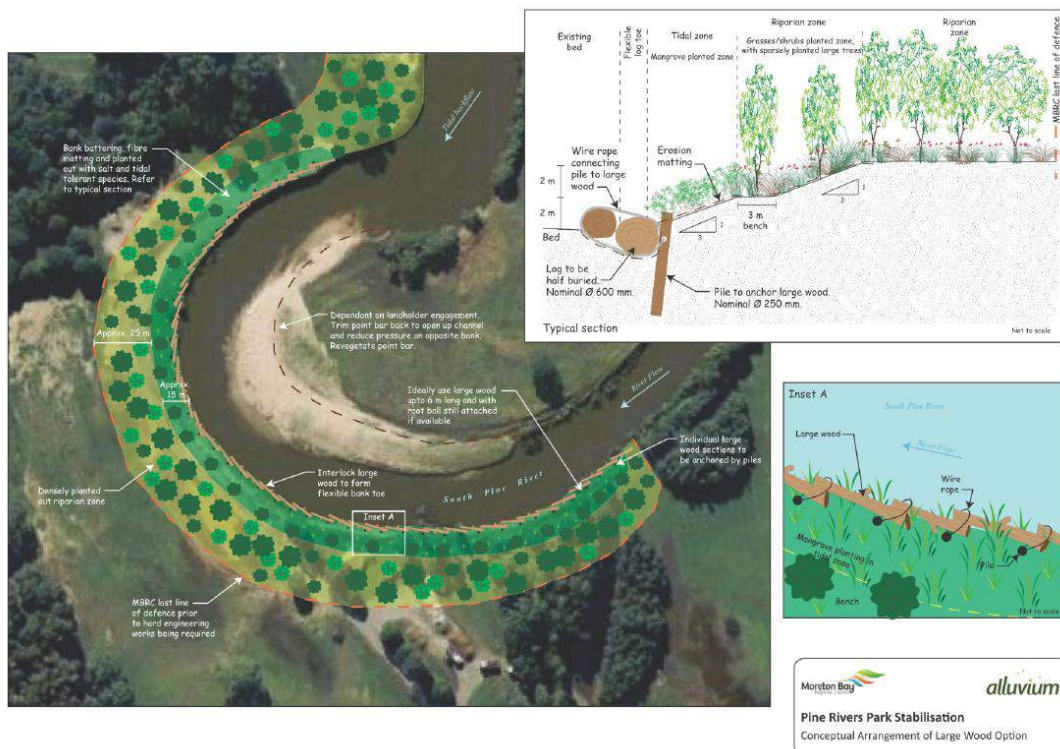 Tidal backflow
Bank battering, fibre
matting and planted
out with salt and tidal
tolerant species. Refer
to typical section
Approx. 25 m
Approx.
15 m
Dependant on landholder engagement.
Trim point bar back to open up channel
and reduce pressure on opposite bank.
Revegetate point bar.
River Flow
Ideally use large wood
upto 6 m long and with
root ball still attached
if available
Individual large
wood sections to
be anchored by piles
Interlock large
wood to form
flexible bank toe
South Pine River
Inset A
Densely planted
out riparian zone
MBRC last line
of defence prior
to hard engineering
works being required
Existing
bed
Flexible
log toe
Tidal zone
Mangrove planted zone
Riparian zone
Grasses/shrubs planted zone,
with sparsely planted large trees
Riparian
zone
MBRC last line of defence
Wire rope
connecting
pile to large
wood
Erosian
matting
2 m
2 m
Bed
3
1
3 m
bench
3
1
Log to be
half buried.
Nominal Ø 600 mm.
Pile to anchor large wood.
Nominal Ø 250 mm.
Typical section
Not to scale
Inset A
South Pine River
River Flow
Large wood
Wire
rope
Mangrove planting in
tidal zone
Pile
Bench
Not to scale
Moreton Bay
Regional Council
alluvium
Pine Rivers Park Stabilisation
Conceptual Arrangement of Large Wood Option